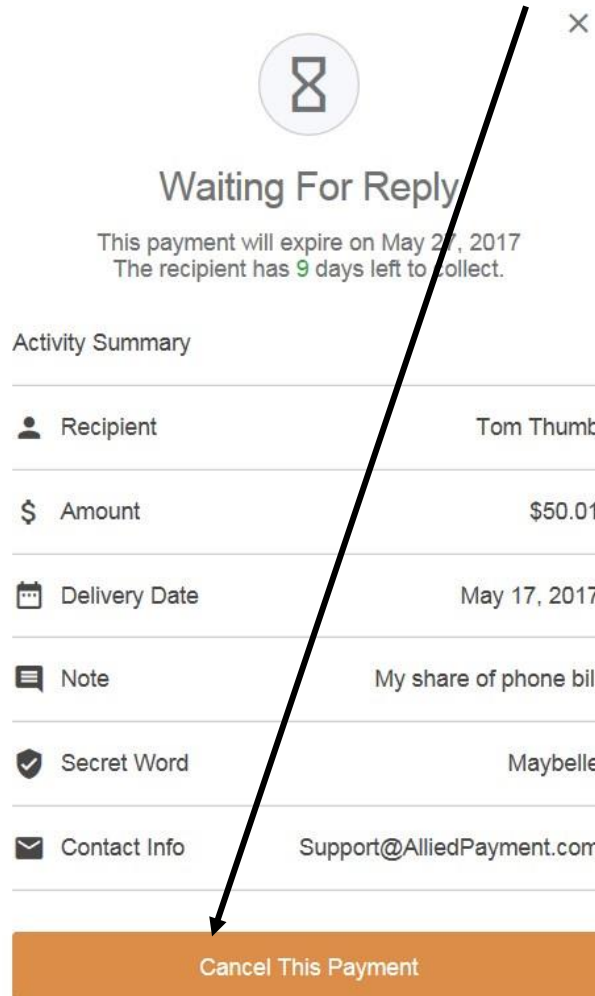 Waiting For Reply
This payment will expire on May 27, 2017
The recipient has 9 days left to collect.
Activity Summary
Recipient Tom Thumb
$ Amount $50.01
Delivery Date May 17, 2017
Note My share of phone bil
Secret Word Maybelle
Contact Info Support@AlliedPayment.com
Cancel This Payment